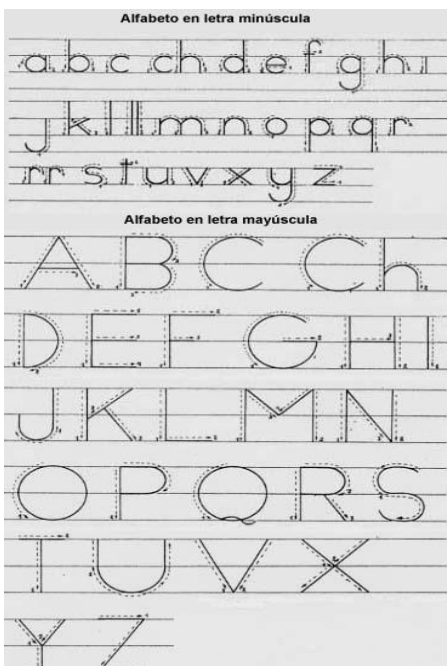 Alfabeto en letra minúscula
a b c ch d e f g h i
j k l ll m n o p q r
rr s t u v x y z
Alfabeto en letra mayúscula
A B C Ch
D E F G H I
J K L M N
O P Q R S
T U V X
Y Z